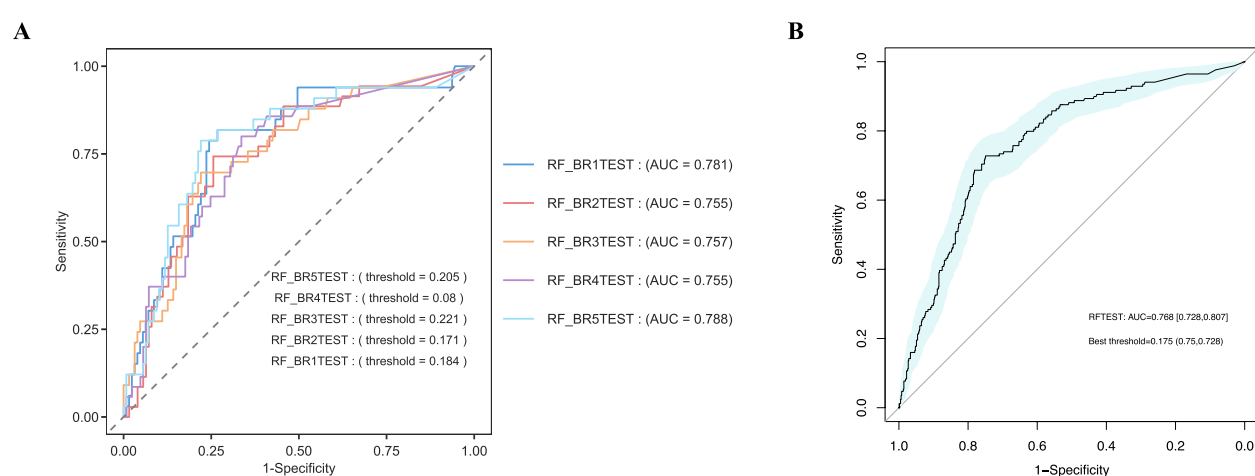 A
1.00
0.75
0.50
0.25
0.00
Sensitivity
0.00 0.25 0.50 0.75 1.00
1-Specificity
RF_BR5TEST : ( threshold = 0.205 )
RF_BR4TEST : ( threshold = 0.08 )
RF_BR3TEST : ( threshold = 0.221 )
RF_BR2TEST : ( threshold = 0.171 )
RF_BR1TEST : ( threshold = 0.184 )
RF_BR1TEST : (AUC = 0.781)
RF_BR2TEST : (AUC = 0.755)
RF_BR3TEST : (AUC = 0.757)
RF_BR4TEST : (AUC = 0.755)
RF_BR5TEST : (AUC = 0.788)
B
1.0
0.8
0.6
0.4
0.2
0.0
Sensitivity
RFTEST: AUC=0.768 [0.728,0.807]
Best threshold=0.175 (0.75,0.728)
1.0 0.8 0.6 0.4 0.2 0.0
1−Specificity